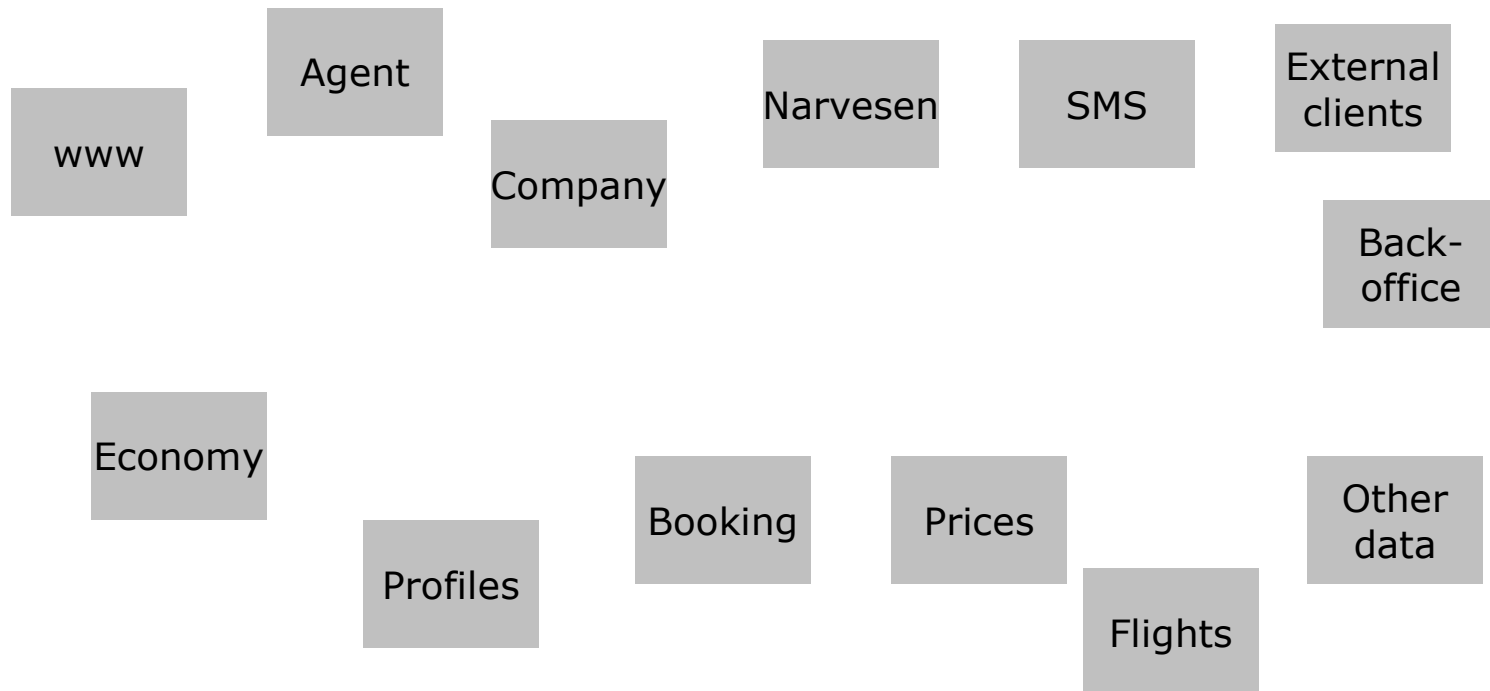 www
Agent
Company
Narvesen
SMS
External
clients
Back-
office
Economy
Profiles
Booking
Prices
Flights
Other
data